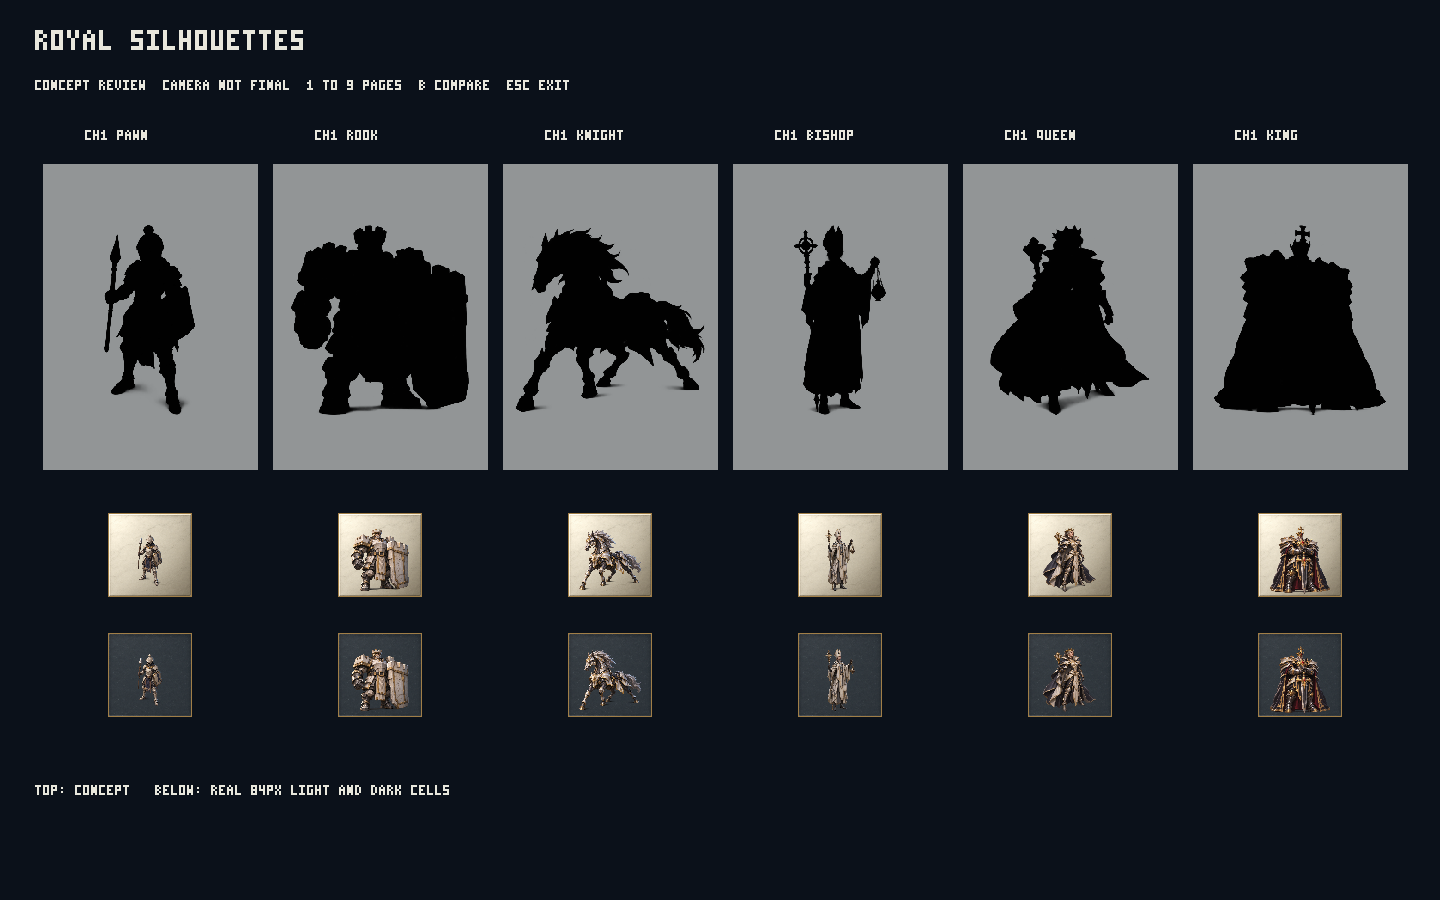 ROYAL SILHOUETTES
CONCEPT REVIEW  CAMERA NOT FINAL  1 TO 9 PAGES  B COMPARE  ESC EXIT
CH1 PAWN  CH1 ROOK  CH1 KNIGHT  CH1 BISHOP  CH1 QUEEN  CH1 KING
TOP: CONCEPT  BELOW: REAL 84PX LIGHT AND DARK CELLS